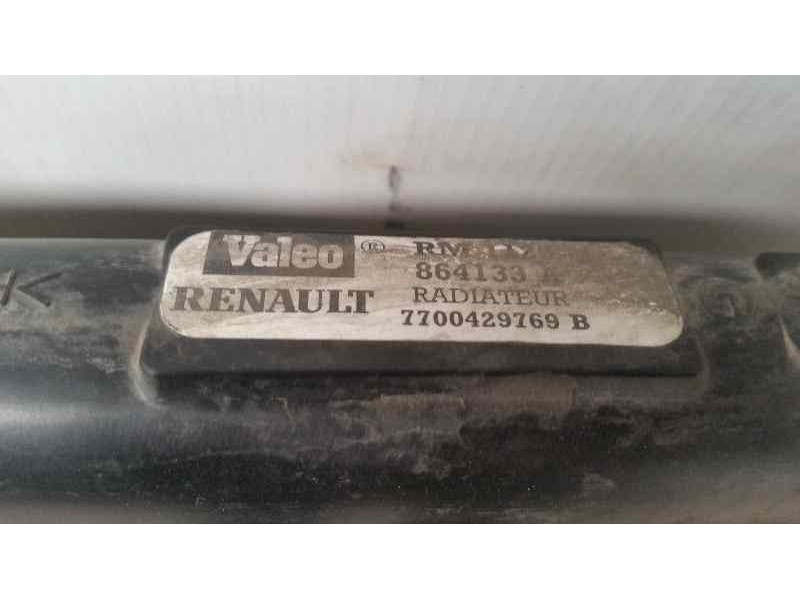 Valeo ®
864133
RENAULT RADIATEUR
7700429769 B
K